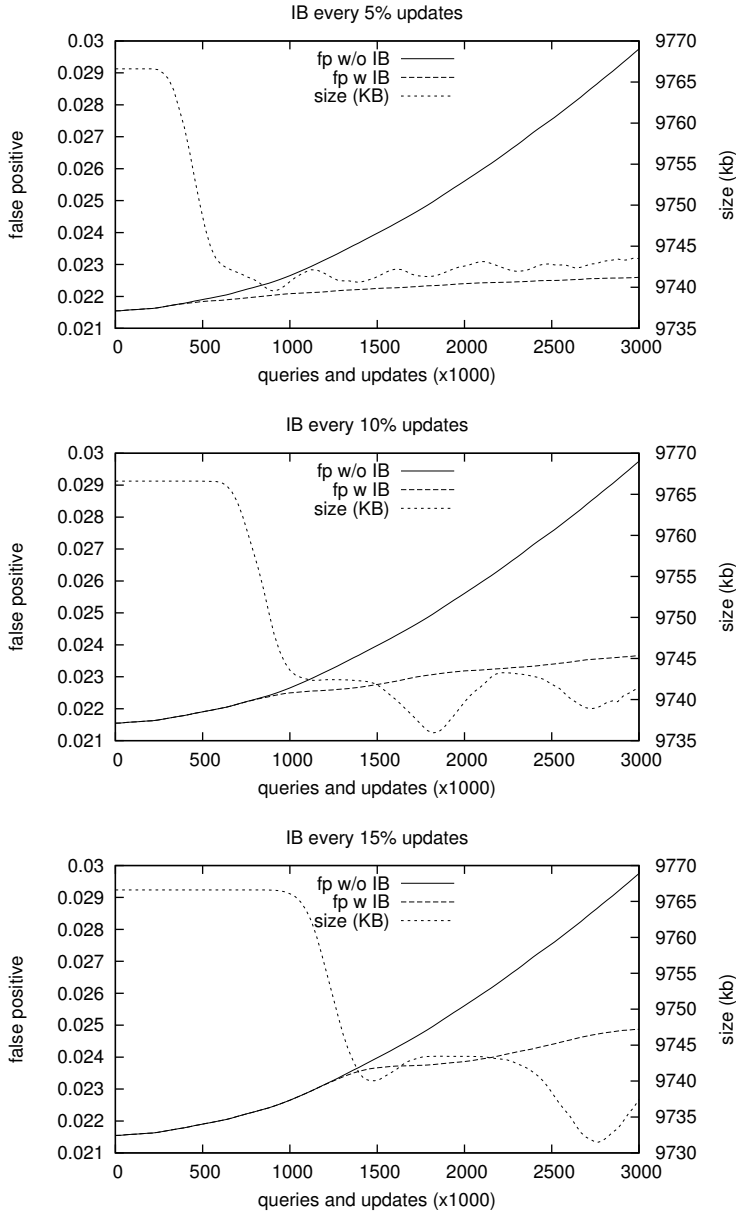 IB every 5% updates
0.03
0.029
0.028
0.027
0.026
0.025
0.024
0.023
0.022
0.021
false positive
fp w/o IB
fp w IB
size (KB)
9770
9765
9760
9755
9750
9745
9740
9735
size (kb)
0 500 1000 1500 2000 2500 3000
queries and updates (x1000)
IB every 10% updates
0.03
0.029
0.028
0.027
0.026
0.025
0.024
0.023
0.022
0.021
false positive
fp w/o IB
fp w IB
size (KB)
9770
9765
9760
9755
9750
9745
9740
9735
size (kb)
0 500 1000 1500 2000 2500 3000
queries and updates (x1000)
IB every 15% updates
0.03
0.029
0.028
0.027
0.026
0.025
0.024
0.023
0.022
0.021
false positive
fp w/o IB
fp w IB
size (KB)
9770
9765
9760
9755
9750
9745
9740
9735
9730
size (kb)
0 500 1000 1500 2000 2500 3000
queries and updates (x1000)